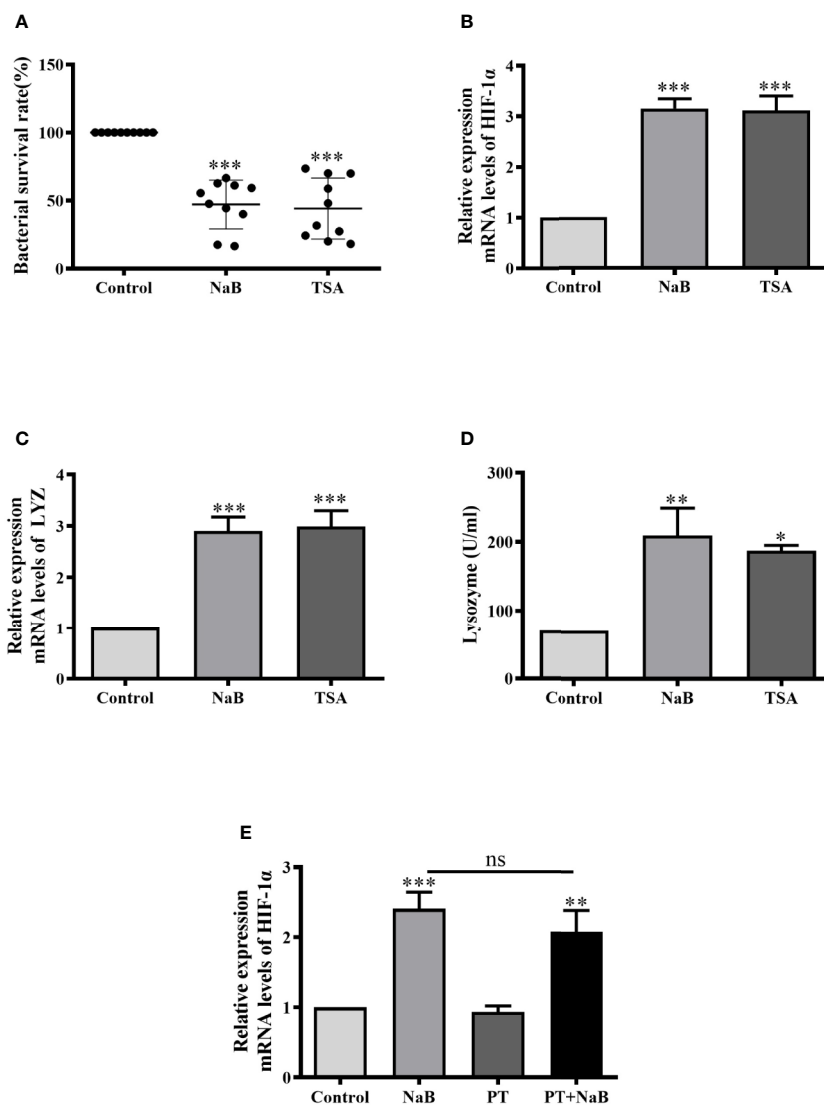 A
Bacterial survival rate(%)
150
100
50
0
***
***
Control NaB TSA
B
Relative expression
mRNA levels of HIF-1α
4
3
2
1
0
***
***
Control NaB TSA
C
Relative expression
mRNA levels of LYZ
4
3
2
1
0
***
***
Control NaB TSA
D
Lysozyme (U/ml)
300
200
100
0
**
*
Control NaB TSA
E
Relative expression
mRNA levels of HIF-1α
3
2
1
0
ns
***
**
Control NaB PT PT+NaB